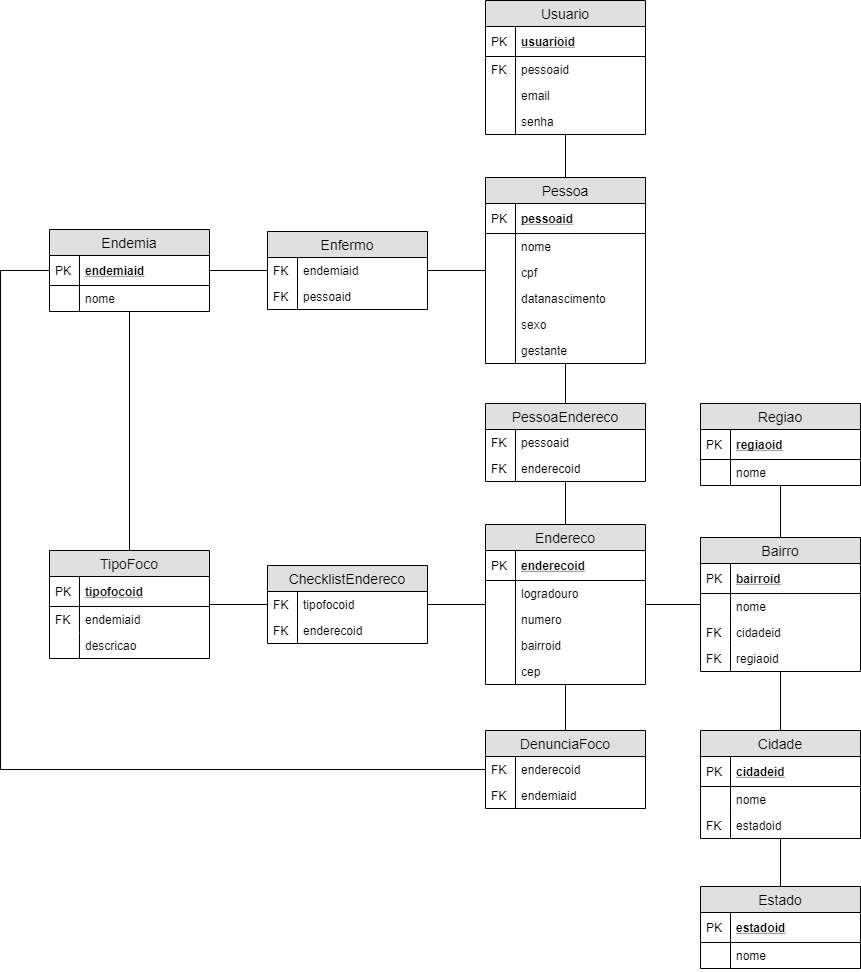 Usuario
PK usuarioid
FK pessoaid
email
senha
Pessoa
PK pessoaid
nome
cpf
datanascimento
sexo
gestante
Endemia
PK endemiaid
nome
Enfermo
FK endemiaid
FK pessoaid
PessoaEndereco
FK pessoaid
FK enderecoid
Regiao
PK regiaoid
nome
TipoFoco
PK tipofocoid
FK endemiaid
descricao
ChecklistEndereco
FK tipofocoid
FK enderecoid
Endereco
PK enderecoid
logradouro
numero
bairroid
cep
Bairro
PK bairroid
nome
FK cidadeid
FK regiaoid
DenunciaFoco
FK enderecoid
FK endemiaid
Cidade
PK cidadeid
nome
FK estadoid
Estado
PK estadoid
nome